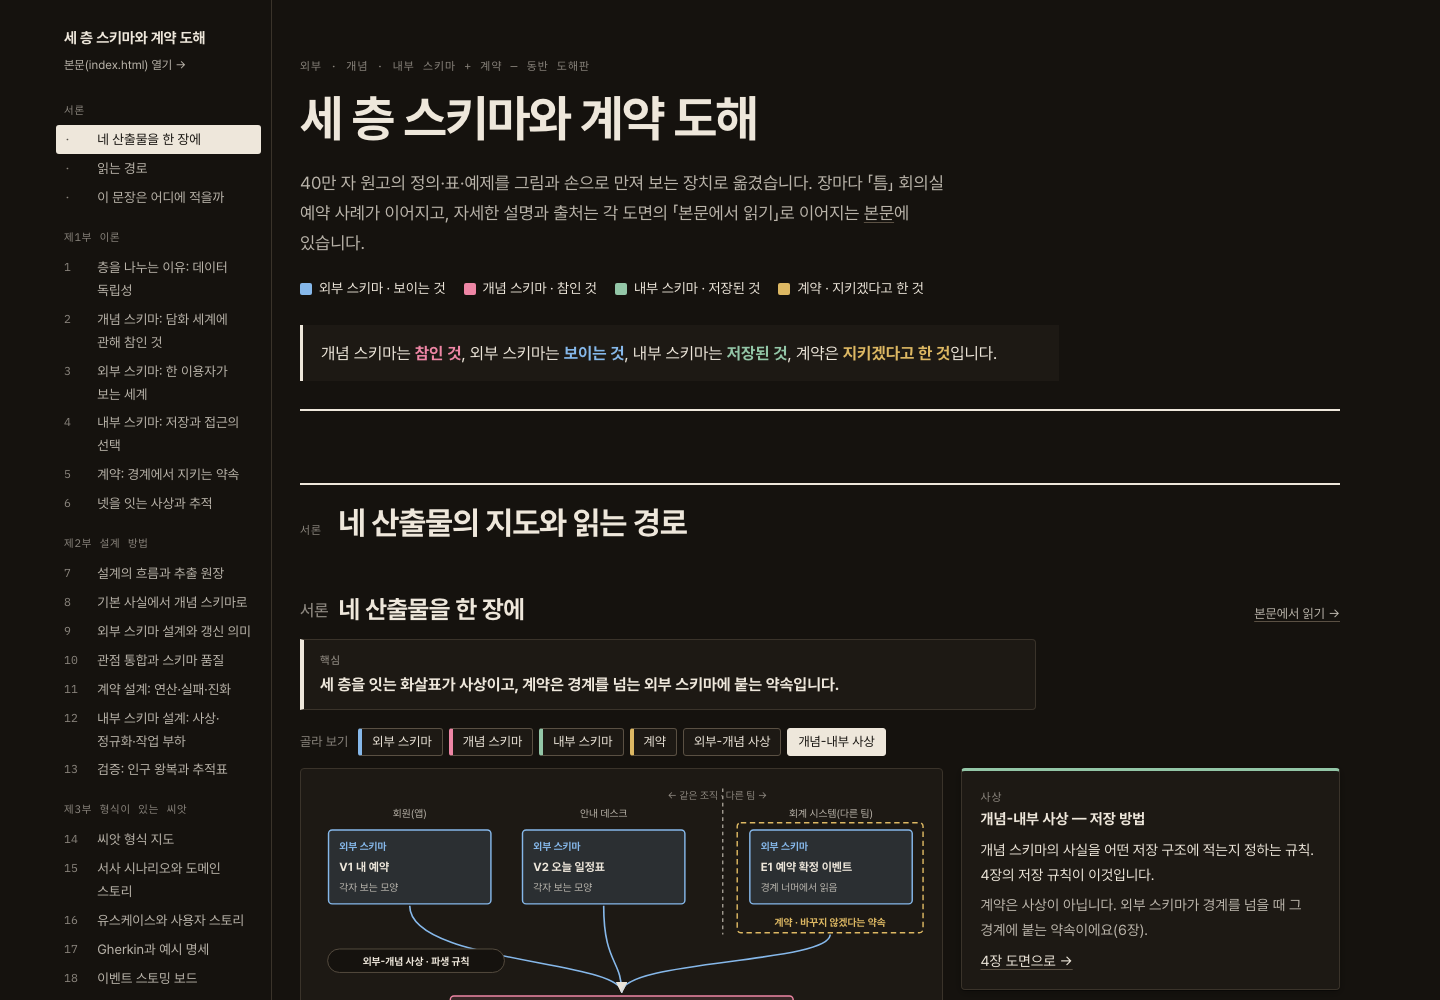 세 층 스키마와 계약 도해
본문(index.html) 열기 →
서론
· 네 산출물을 한 장에
· 읽는 경로
· 이 문장은 어디에 적을까
제1부 이론
1 층을 나누는 이유: 데이터
독립성
2 개념 스키마: 담화 세계에
관해 참인 것
3 외부 스키마: 한 이용자가
보는 세계
4 내부 스키마: 저장과 접근의
선택
5 계약: 경계에서 지키는 약속
6 넷을 잇는 사상과 추적
제2부 설계 방법
7 설계의 흐름과 추출 원장
8 기본 사실에서 개념 스키마로
9 외부 스키마 설계와 갱신 의미
10 관점 통합과 스키마 품질
11 계약 설계: 연산·실패·진화
12 내부 스키마 설계: 사상·
정규화·작업 부하
13 검증: 인구 왕복과 추적표
제3부 형식이 있는 씨앗
14 씨앗 형식 지도
15 서사 시나리오와 도메인
스토리
16 유스케이스와 사용자 스토리
17 Gherkin과 예시 명세
18 이벤트 스토밍 보드
외부 · 개념 · 내부 스키마 + 계약 — 동반 도해판
세 층 스키마와 계약 도해
40만 자 원고의 정의·표·예제를 그림과 손으로 만져 보는 장치로 옮겼습니다. 장마다 「틈」 회의실
예약 사례가 이어지고, 자세한 설명과 출처는 각 도면의 「본문에서 읽기」로 이어지는 본문에
있습니다.
외부 스키마 · 보이는 것 개념 스키마 · 참인 것 내부 스키마 · 저장된 것 계약 · 지키겠다고 한 것
개념 스키마는 참인 것, 외부 스키마는 보이는 것, 내부 스키마는 저장된 것, 계약은 지키겠다고 한 것입니다.
서론 네 산출물의 지도와 읽는 경로
서론 네 산출물을 한 장에
본문에서 읽기 →
핵심
세 층을 잇는 화살표가 사상이고, 계약은 경계를 넘는 외부 스키마에 붙는 약속입니다.
골라 보기 외부 스키마 개념 스키마 내부 스키마 계약 외부-개념 사상 개념-내부 사상
← 같은 조직 다른 팀 →
회원(앱) 안내 데스크 회계 시스템(다른 팀)
외부 스키마
V1 내 예약
각자 보는 모양
외부 스키마
V2 오늘 일정표
각자 보는 모양
외부 스키마
E1 예약 확정 이벤트
경계 너머에서 읽음
계약 · 바꾸지 않겠다는 약속
외부-개념 사상 · 파생 규칙
사상
개념-내부 사상 — 저장 방법
개념 스키마의 사실을 어떤 저장 구조에 적는지 정하는 규칙.
4장의 저장 규칙이 이것입니다.
계약은 사상이 아닙니다. 외부 스키마가 경계를 넘을 때 그
경계에 붙는 약속이에요(6장).
4장 도면으로 →